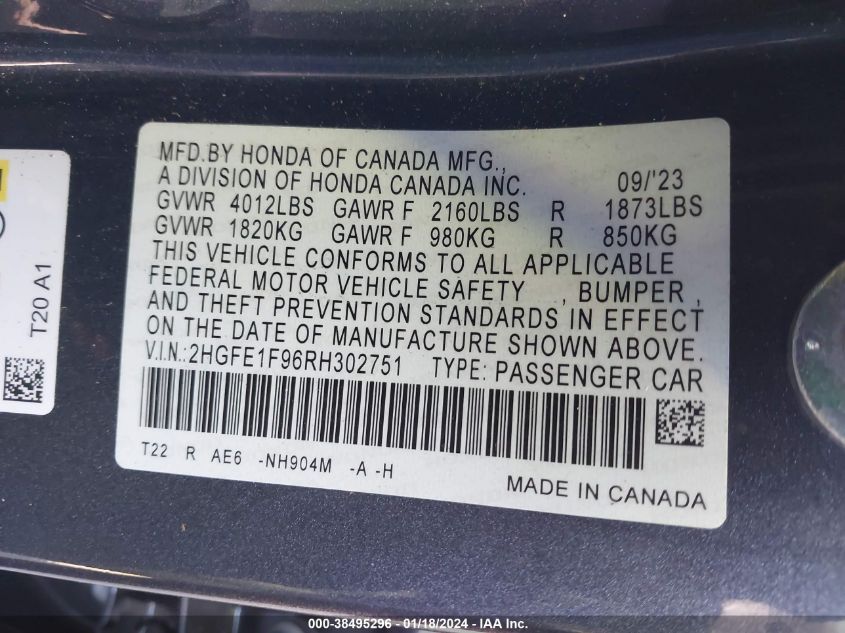 MFD.BY HONDA OF CANADA MFG.,
A DIVISION OF HONDA CANADA INC. 09/'23
GVWR 4012LBS GAWR F 2160LBS R 1873LBS
GVWR 1820KG GAWR F 980KG R 850KG
THIS VEHICLE CONFORMS TO ALL APPLICABLE
FEDERAL MOTOR VEHICLE SAFETY , BUMPER ,
AND THEFT PREVENTION STANDARDS IN EFFECT
ON THE DATE OF MANUFACTURE SHOWN ABOVE.
V.I.N.: 2HGFE1F96RH302751 TYPE: PASSENGER CAR
T22 R AE6 -NH904M -A -H
MADE IN CANADA
T20 A1
000-38495296 - 01/18/2024 - IAA Inc.